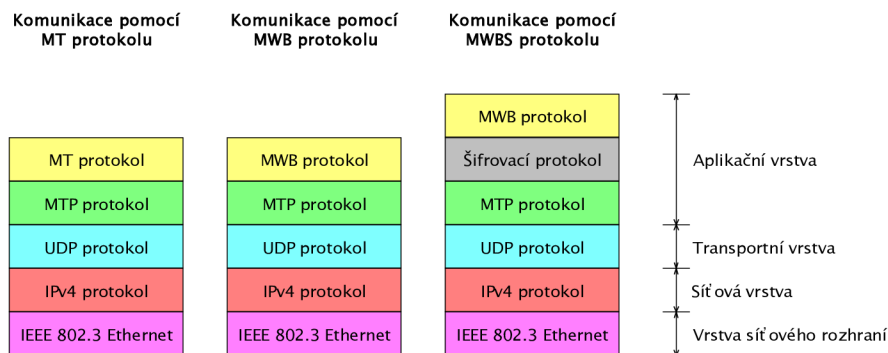 Komunikace pomocí
MT protokolu
Komunikace pomocí
MWB protokolu
Komunikace pomocí
MWBS protokolu
MT protokol
MTP protokol
UDP protokol
IPv4 protokol
IEEE 802.3 Ethernet
MWB protokol
MTP protokol
UDP protokol
IPv4 protokol
IEEE 802.3 Ethernet
MWB protokol
Šifrovací protokol
MTP protokol
UDP protokol
IPv4 protokol
IEEE 802.3 Ethernet
Aplikační vrstva
Transportní vrstva
Síťová vrstva
Vrstva síťového rozhraní